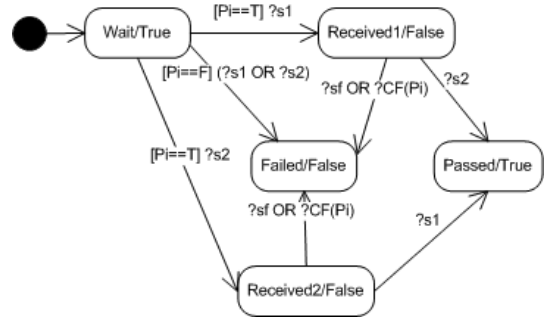 [Pi==T] ?s1
Wait/True
Received1/False
[Pi==F] (?s1 OR ?s2)
?sf OR ?CF(Pi)
?s2
[Pi==T] ?s2
Failed/False
Passed/True
?sf OR ?CF(Pi)
?s1
Received2/False